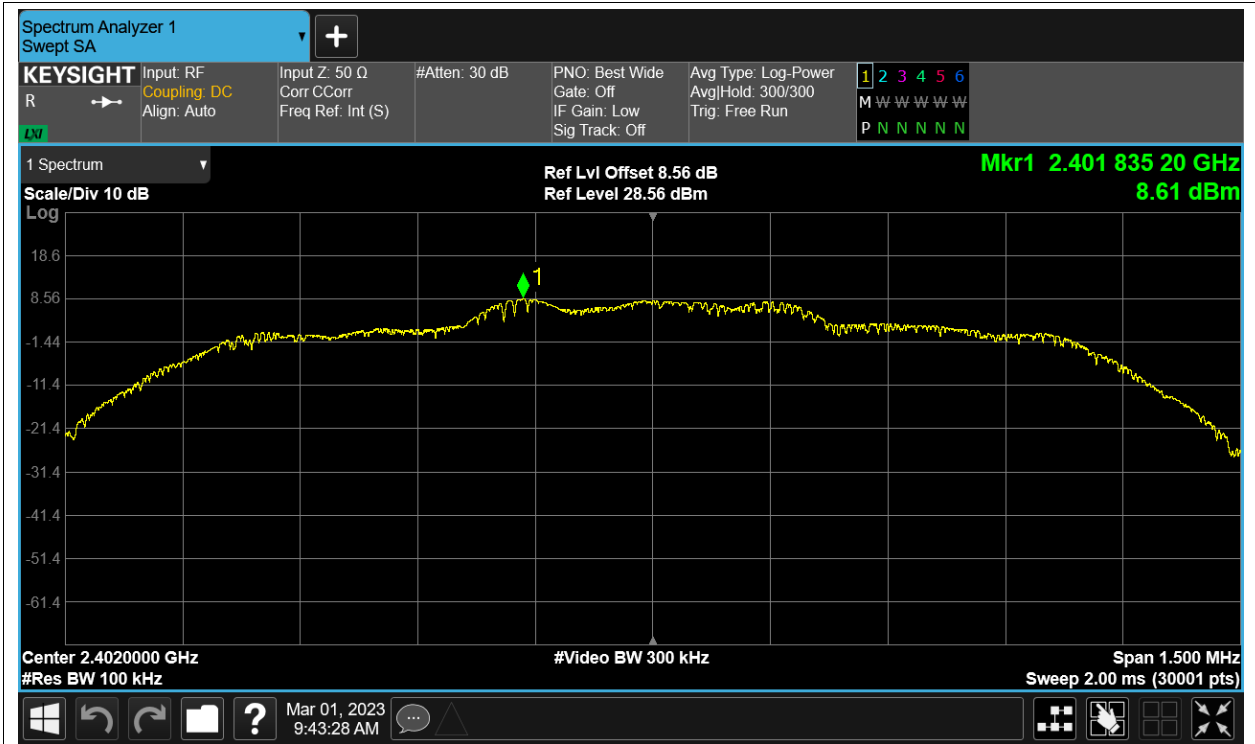 Spectrum Analyzer 1
Swept SA
KEYSIGHT
R
LXI
Input: RF
Coupling: DC
Align: Auto
Input Z: 50 Ω
Corr CCorr
Freq Ref: Int (S)
#Atten: 30 dB
PNO: Best Wide
Gate: Off
IF Gain: Low
Sig Track: Off
Avg Type: Log-Power
Avg|Hold: 300/300
Trig: Free Run
1 2 3 4 5 6
M W W W W W
P N N N N N
1 Spectrum
Scale/Div 10 dB
Log
Ref Lvl Offset 8.56 dB
Ref Level 28.56 dBm
Mkr1 2.401 835 20 GHz
8.61 dBm
18.6
8.56
-1.44
-11.4
-21.4
-31.4
-41.4
-51.4
-61.4
1
Center 2.4020000 GHz
#Res BW 100 kHz
#Video BW 300 kHz
Span 1.500 MHz
Sweep 2.00 ms (30001 pts)
?
Mar 01, 2023
9:43:28 AM